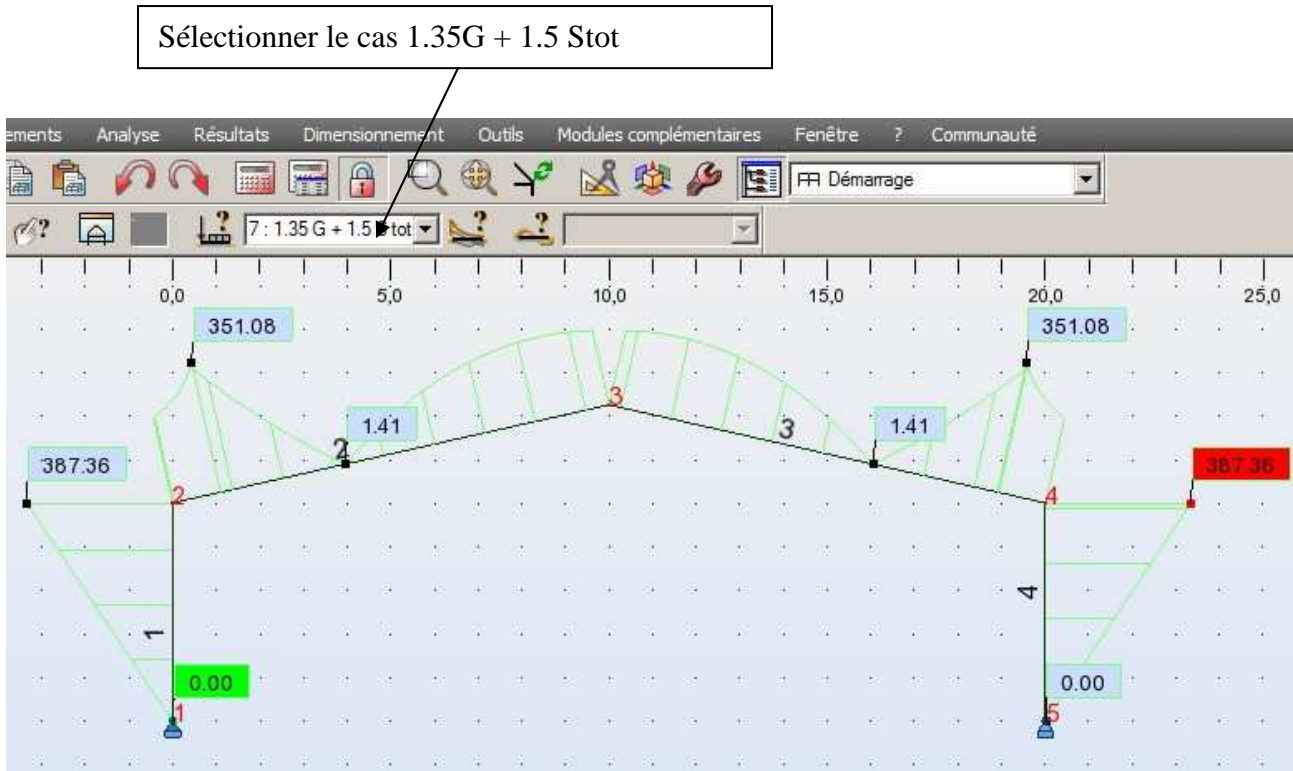 Sélectionner le cas 1.35G + 1.5 Stot
ements Analyse Résultats Dimensionnement Outils Modules complémentaires Fenêtre ? Communauté
Démarrage
7 : 1.35 G + 1.5 S tot
0,0 5,0 10,0 15,0 20,0 25,0
351.08 351.08
3
1.41 3 1.41
2
387.36 387.36
2 4
4
1
0.00 0.00
1 5